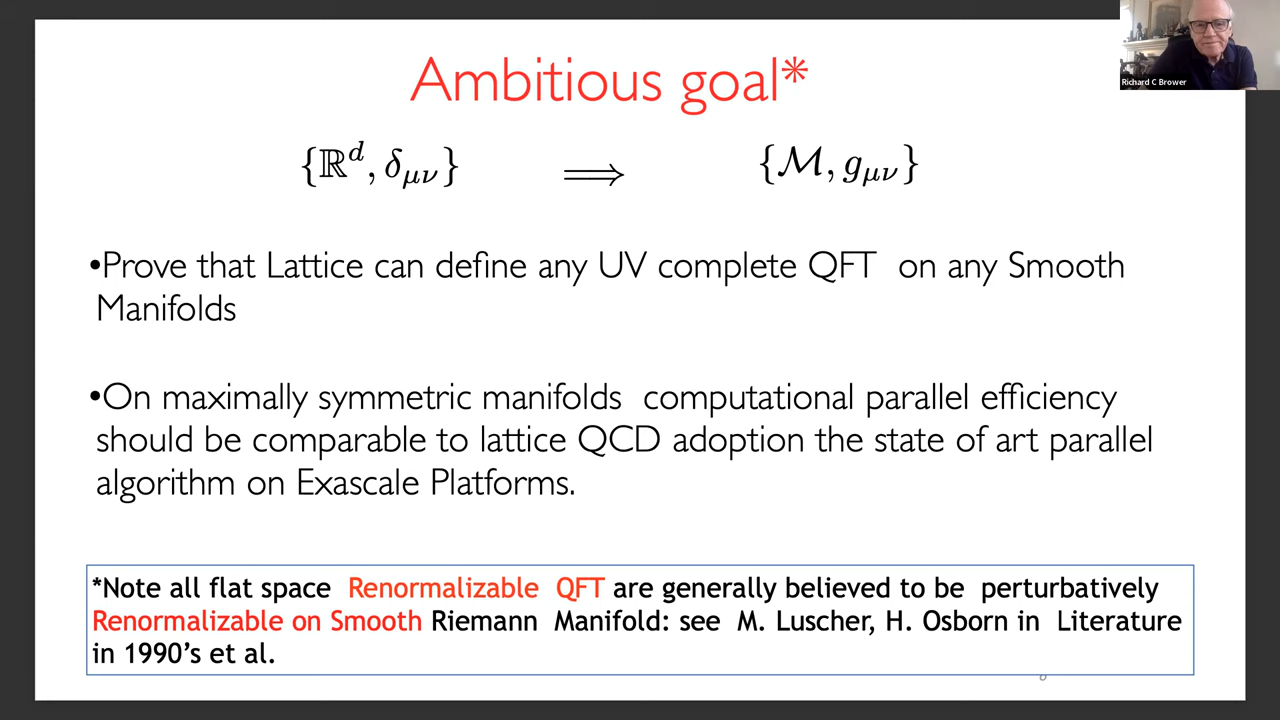 Ambitious goal*
{ℝ^d, δ_μν} ⟹ {ℳ, g_μν}
•Prove that Lattice can define any UV complete QFT on any Smooth
Manifolds
•On maximally symmetric manifolds computational parallel efficiency
should be comparable to lattice QCD adoption the state of art parallel
algorithm on Exascale Platforms.
*Note all flat space Renormalizable QFT are generally believed to be perturbatively
Renormalizable on Smooth Riemann Manifold: see M. Luscher, H. Osborn in Literature
in 1990's et al.
Richard C Brower